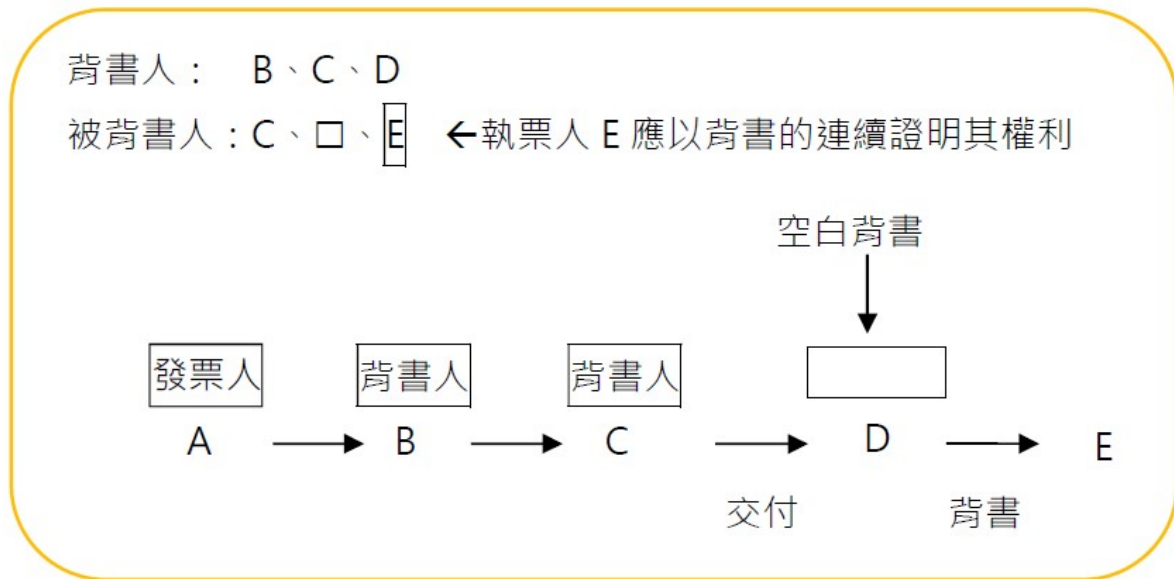 背書人： B、C、D
被背書人：C、□、E ←執票人 E 應以背書的連續證明其權利
空白背書
發票人 背書人 背書人
A B C D E
交付 背書